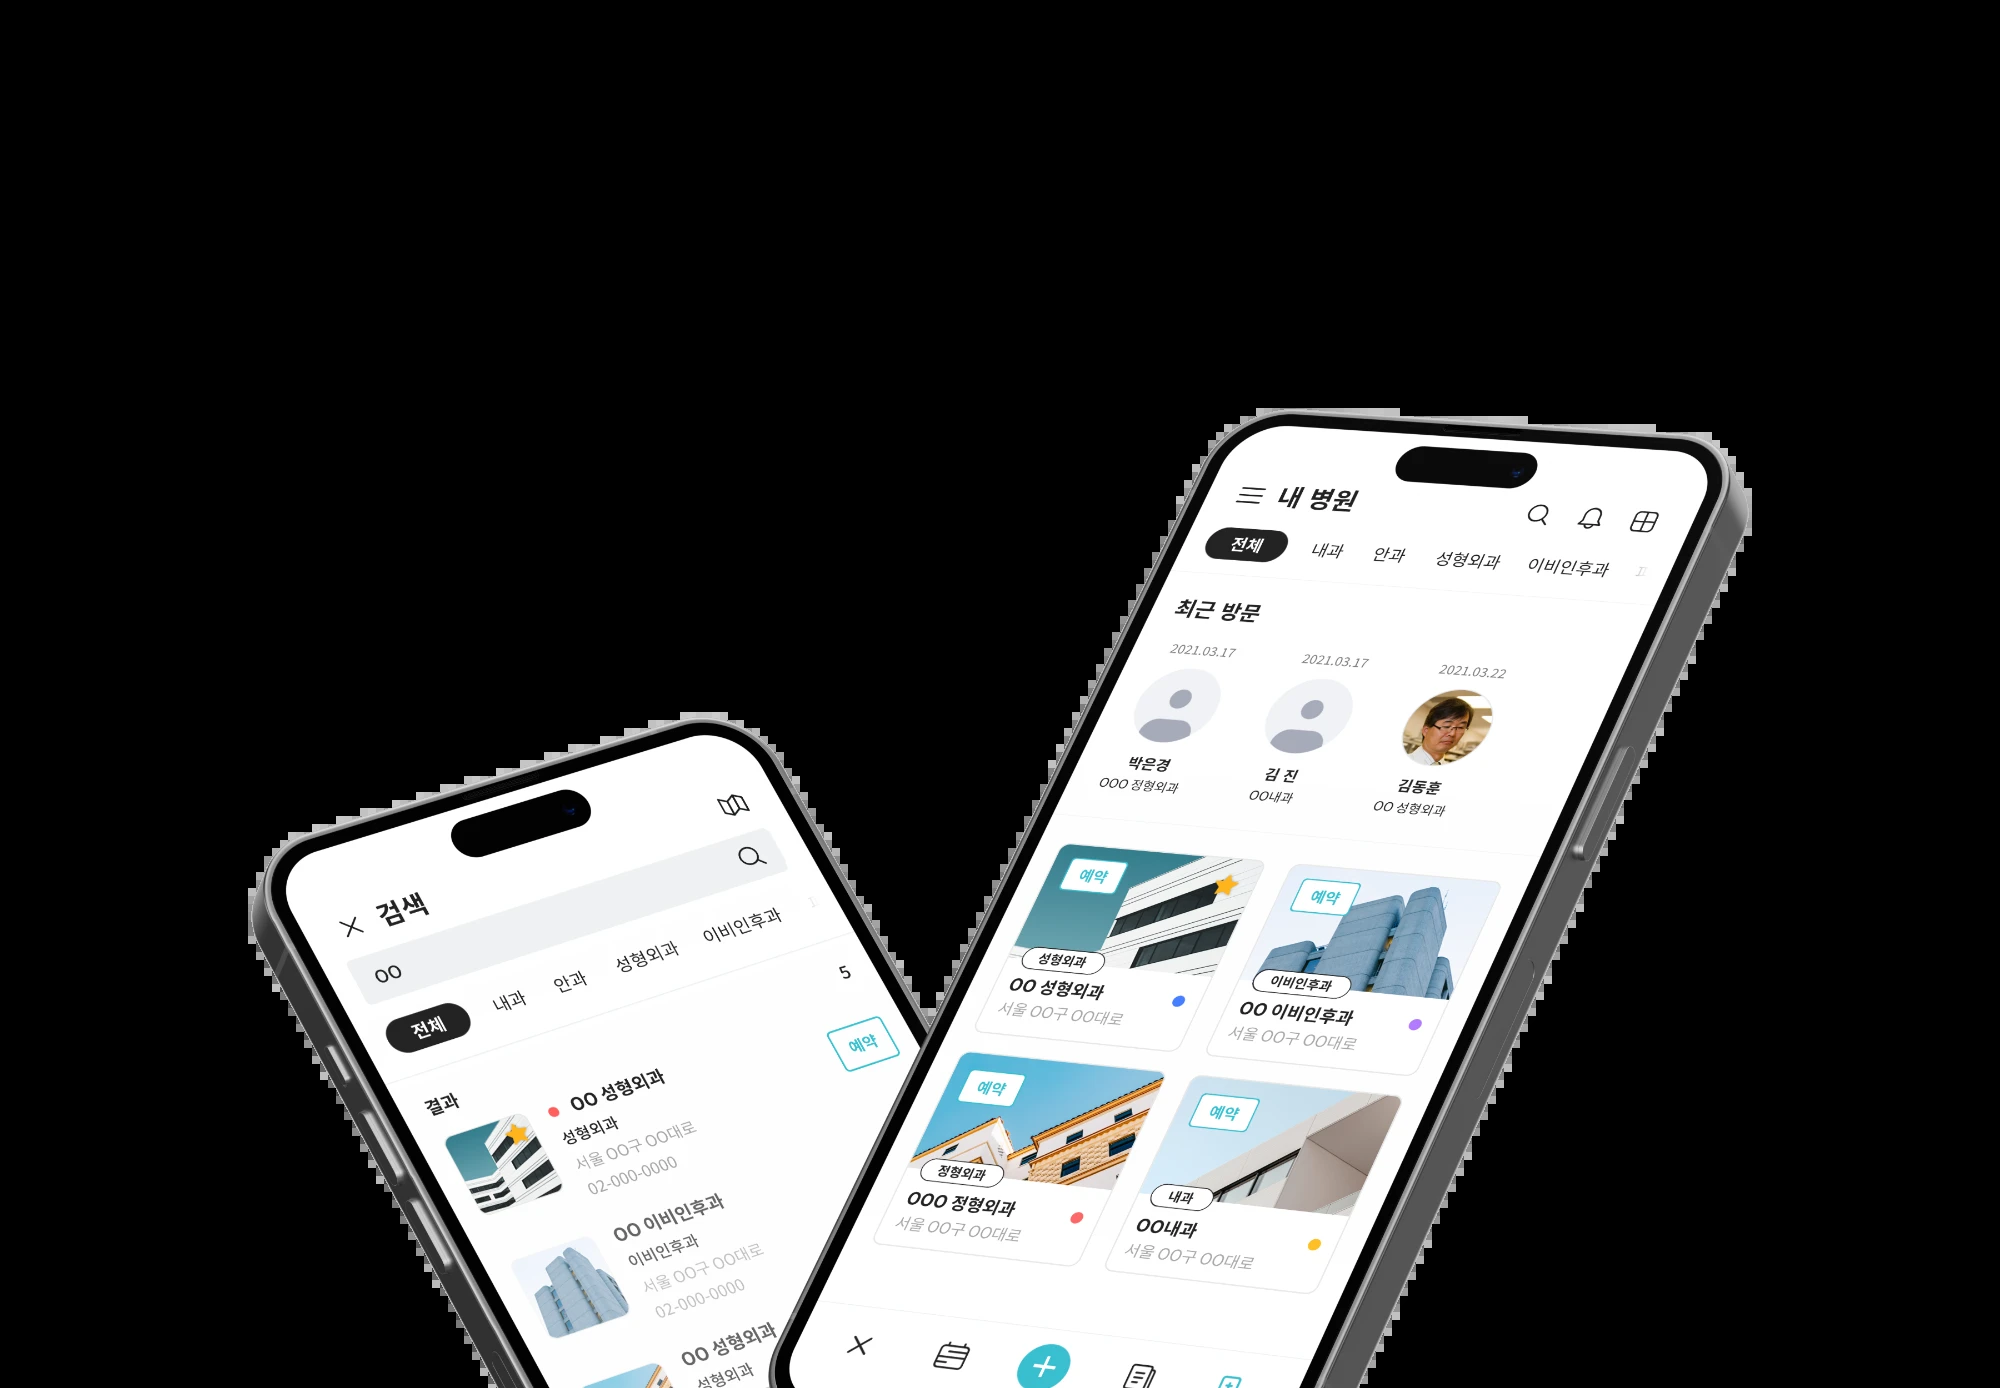 검색
OO
전체 내과 안과 성형외과 이비인후과
결과 5
OO 성형외과
성형외과
서울 OO구 OO대로
02-000-0000
예약
OO 이비인후과
이비인후과
서울 OO구 OO대로
02-000-0000
OO 성형외과
성형외과
내 병원
전체 내과 안과 성형외과 이비인후과
최근 방문
2021.03.17 2021.03.17 2021.03.22
박은경 김 진 김동훈
OOO 정형외과 OO내과 OO 성형외과
예약
성형외과
OO 성형외과
서울 OO구 OO대로
예약
이비인후과
OO 이비인후과
서울 OO구 OO대로
예약
정형외과
OOO 정형외과
서울 OO구 OO대로
예약
내과
OO내과
서울 OO구 OO대로